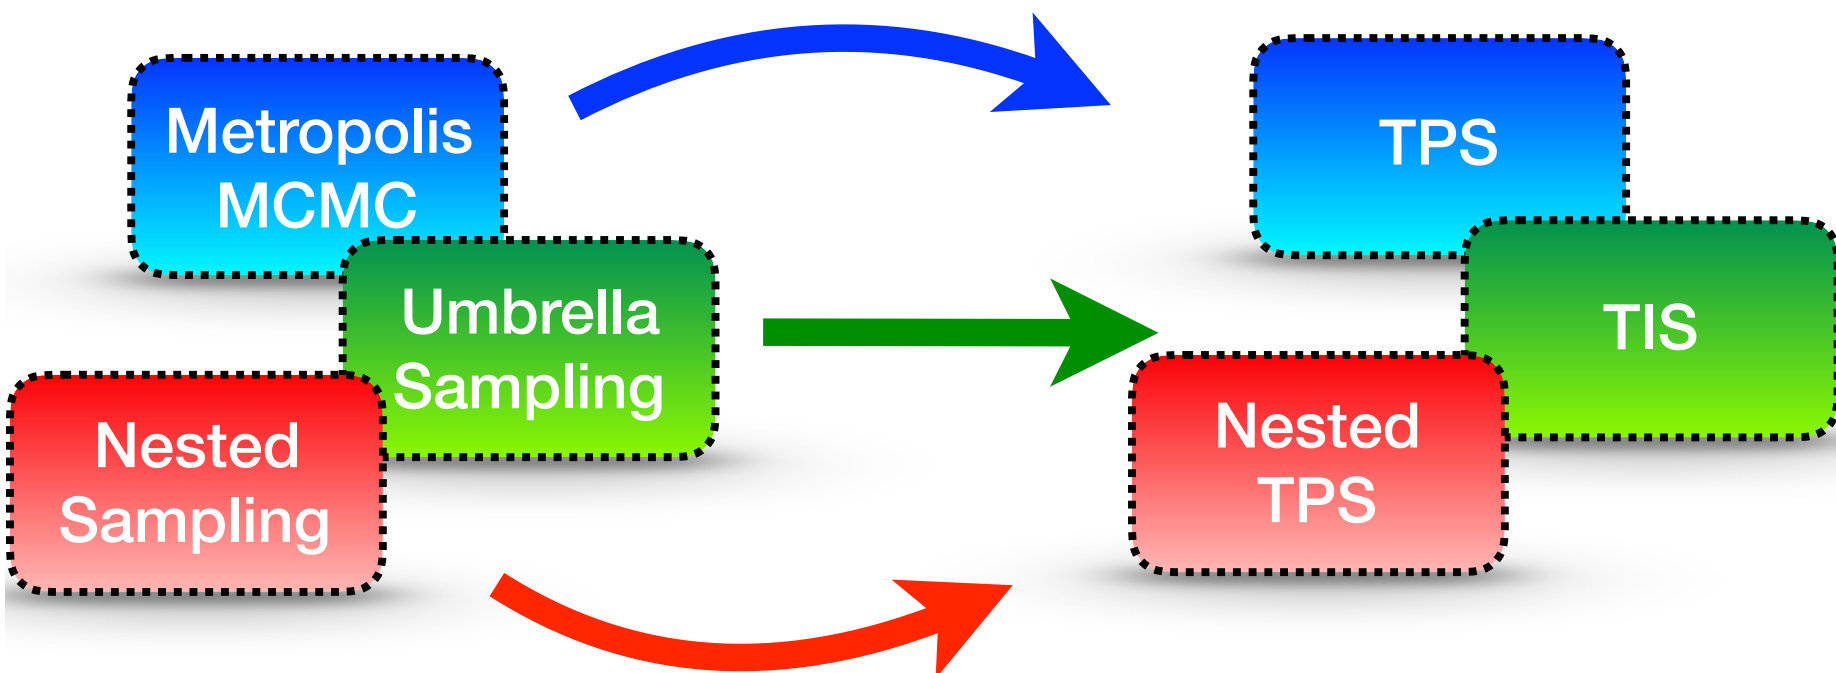 Metropolis
MCMC
Umbrella
Sampling
Nested
Sampling
TPS
TIS
Nested
TPS